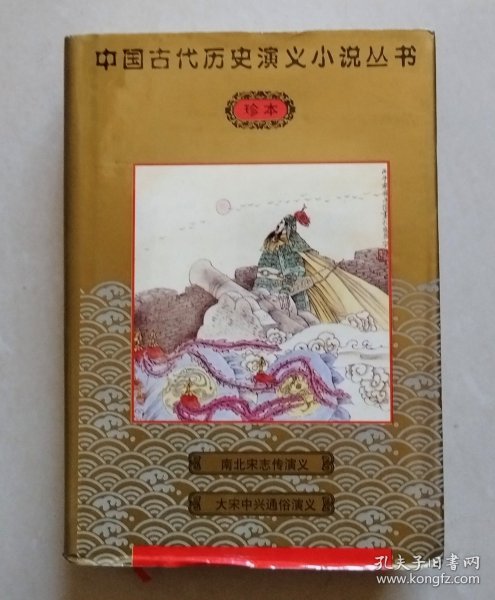 中国古代历史演义小说丛书
珍本
南北宋志传演义
大宋中兴通俗演义
孔夫子旧书网
www.kongfz.com